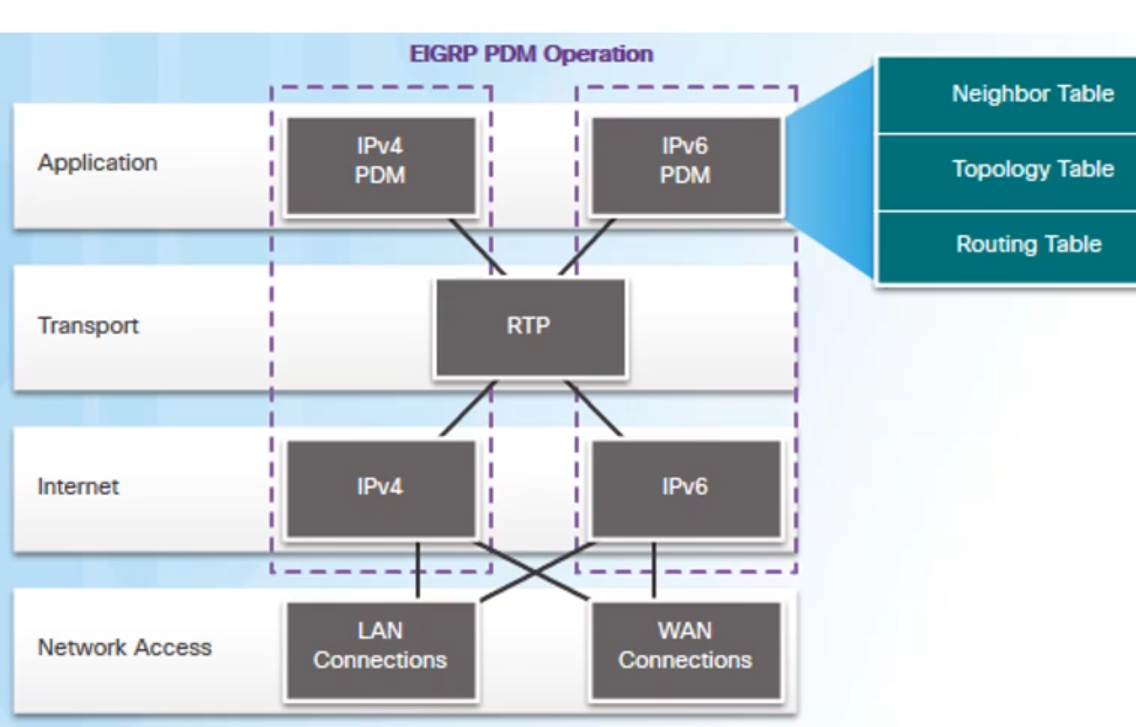 EIGRP PDM Operation
Application
IPv4
PDM
IPv6
PDM
Neighbor Table
Topology Table
Routing Table
Transport
RTP
Internet
IPv4
IPv6
Network Access
LAN
Connections
WAN
Connections